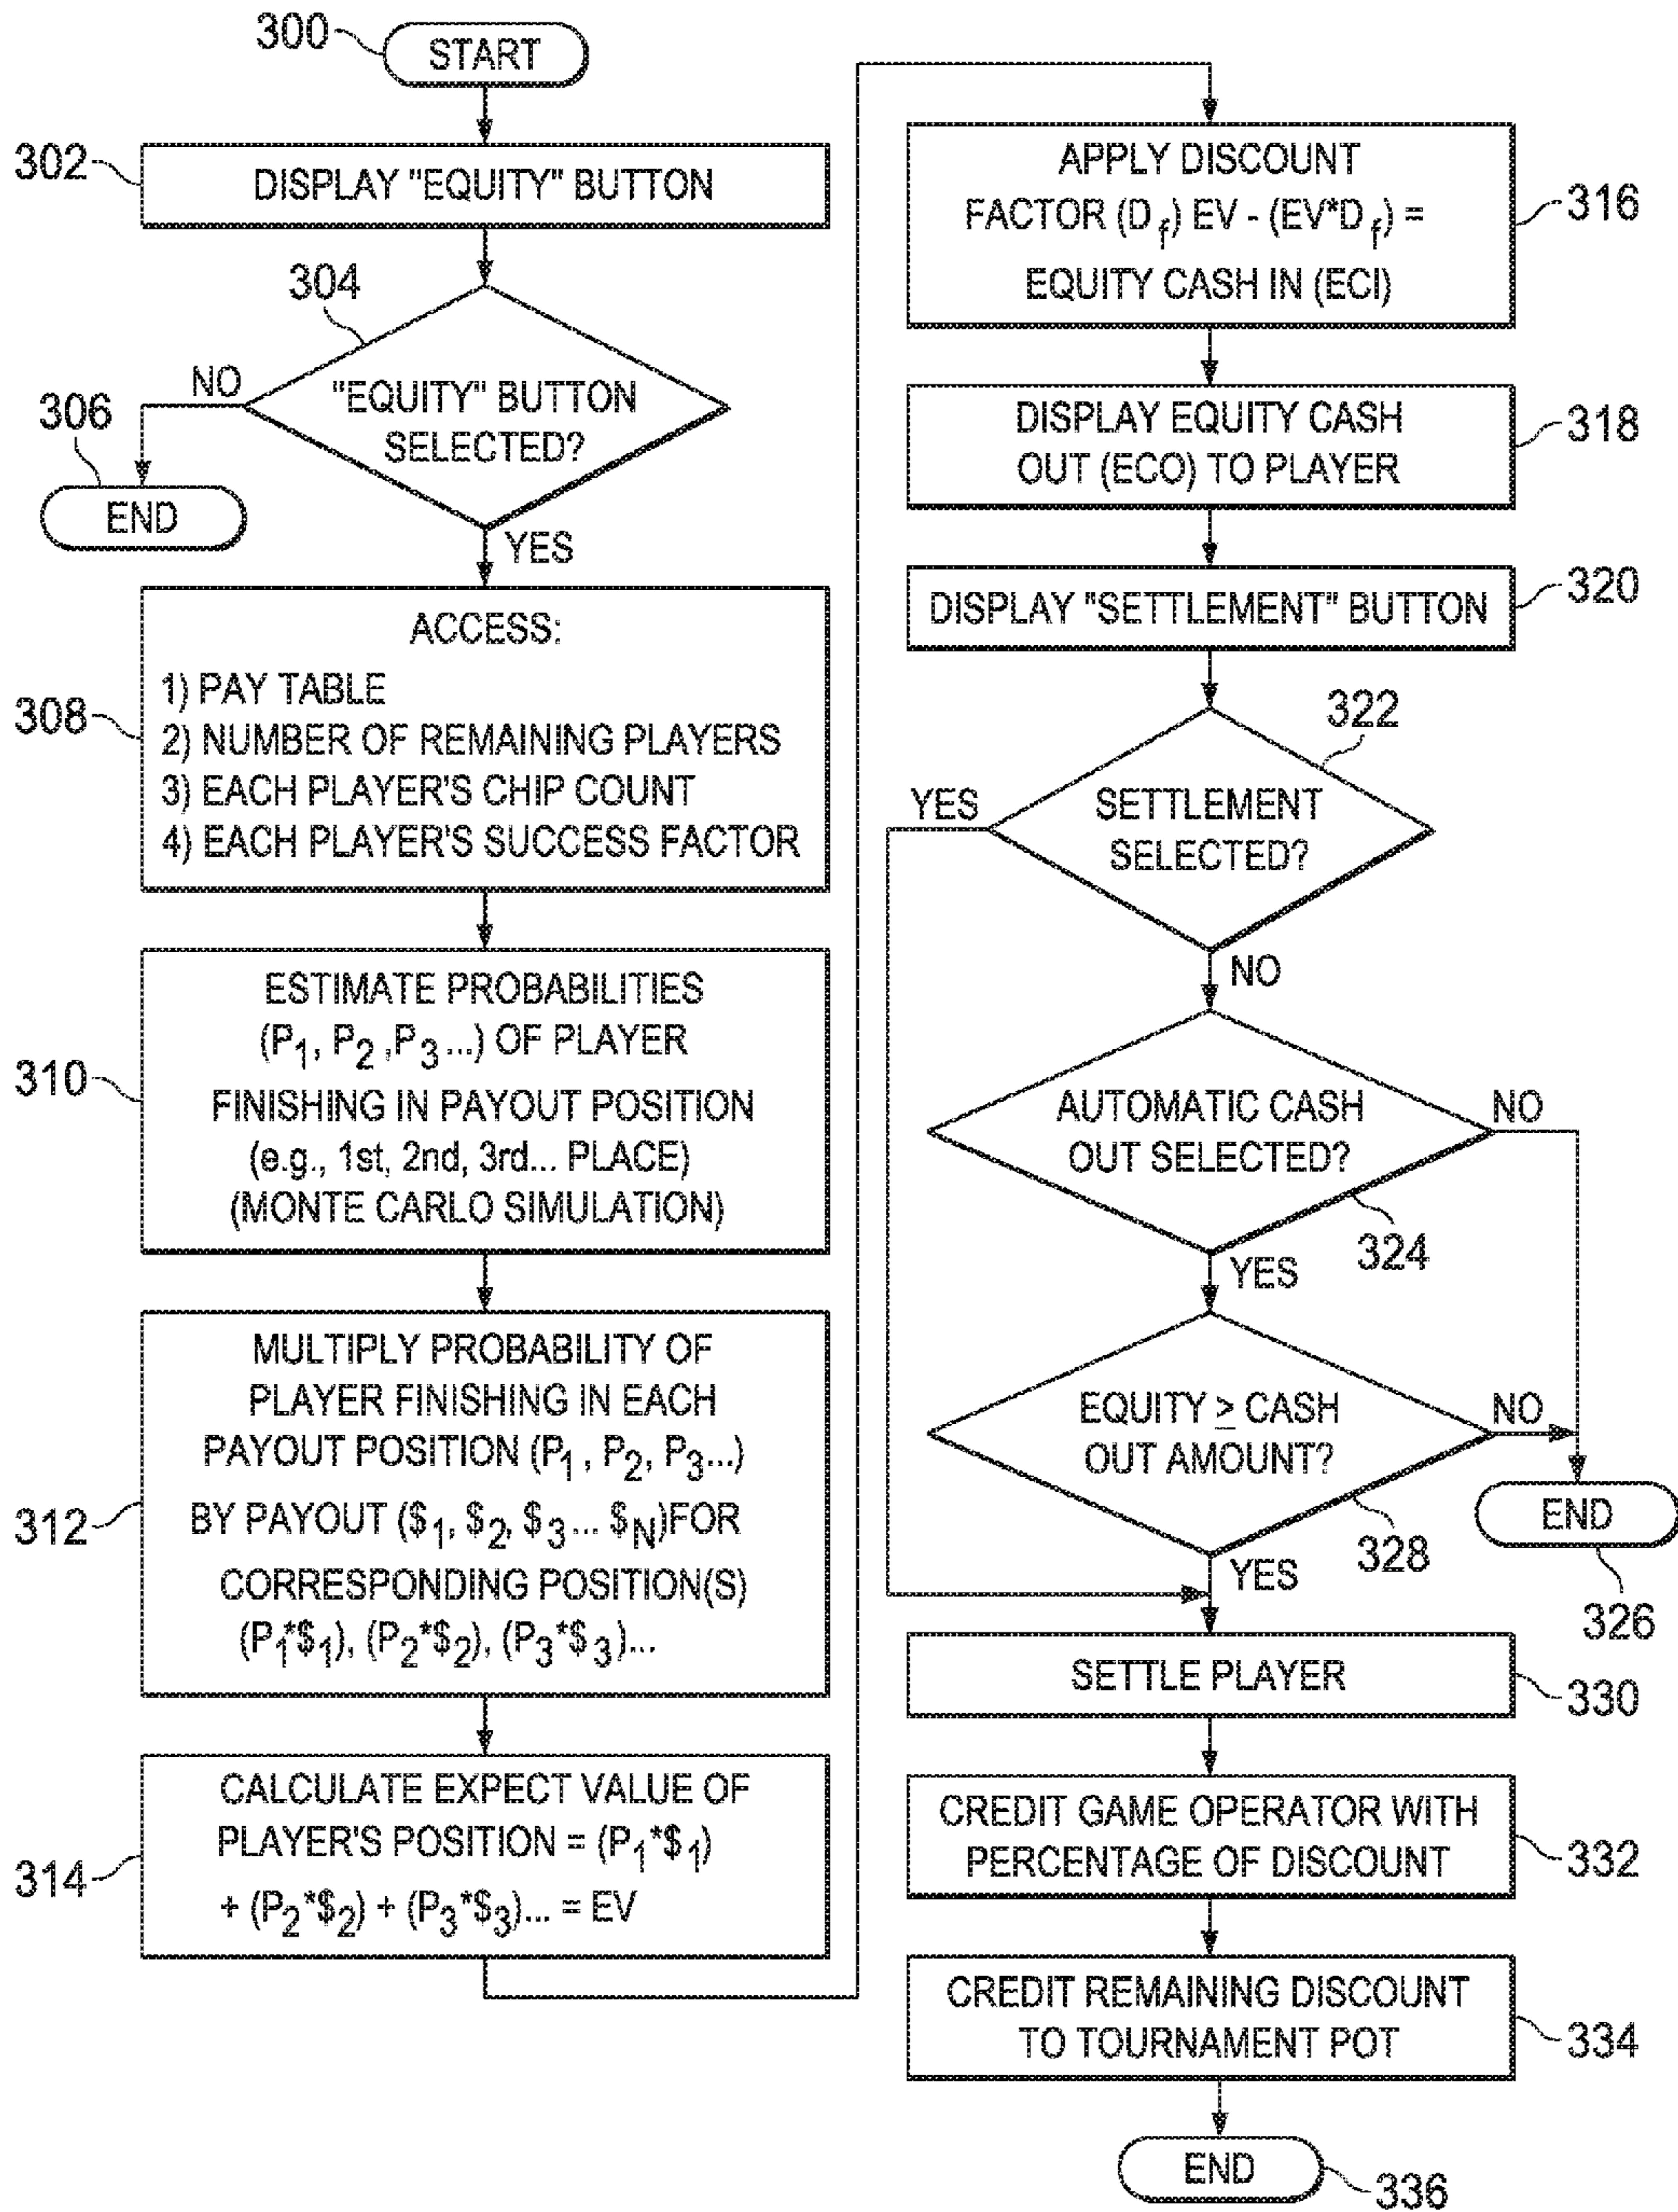 300
START
302
DISPLAY "EQUITY" BUTTON
304
NO
"EQUITY" BUTTON
SELECTED?
306
END
YES
308
ACCESS:
1) PAY TABLE
2) NUMBER OF REMAINING PLAYERS
3) EACH PLAYER'S CHIP COUNT
4) EACH PLAYER'S SUCCESS FACTOR
310
ESTIMATE PROBABILITIES
(P₁, P₂ ,P₃ ...) OF PLAYER
FINISHING IN PAYOUT POSITION
(e.g., 1st, 2nd, 3rd... PLACE)
(MONTE CARLO SIMULATION)
312
MULTIPLY PROBABILITY OF
PLAYER FINISHING IN EACH
PAYOUT POSITION (P₁ , P₂, P₃...)
BY PAYOUT ($₁, $₂, $₃... $N)FOR
CORRESPONDING POSITION(S)
(P₁*$₁), (P₂*$₂), (P₃*$₃)...
314
CALCULATE EXPECT VALUE OF
PLAYER'S POSITION = (P₁*$₁)
+ (P₂*$₂) + (P₃*$₃)... = EV
APPLY DISCOUNT
FACTOR (D_f) EV - (EV*D_f) =
EQUITY CASH IN (ECI)
316
DISPLAY EQUITY CASH
OUT (ECO) TO PLAYER
318
DISPLAY "SETTLEMENT" BUTTON
320
322
YES
SETTLEMENT
SELECTED?
NO
AUTOMATIC CASH
OUT SELECTED?
NO
324
YES
EQUITY ≥ CASH
OUT AMOUNT?
NO
328
YES
END
326
SETTLE PLAYER
330
CREDIT GAME OPERATOR WITH
PERCENTAGE OF DISCOUNT
332
CREDIT REMAINING DISCOUNT
TO TOURNAMENT POT
334
END
336